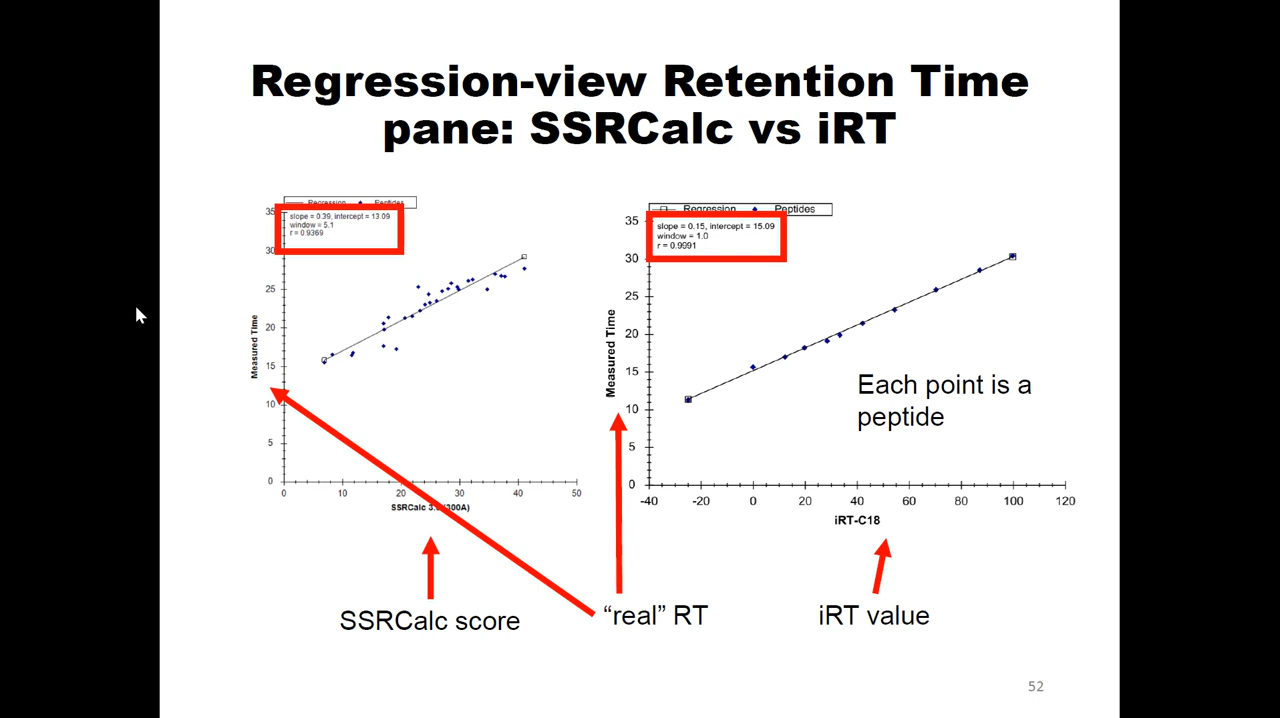 Regression-view Retention Time
pane: SSRCalc vs iRT
Regression Peptides
slope = 0.39, intercept = 13.09
window = 5.1
r = 0.9369
35
30
25
20
15
10
5
0
Measured Time
0 10 20 30 40 50
SSRCalc
Regression Peptides
slope = 0.15, intercept = 15.09
window = 1.0
r = 0.9991
35
30
25
20
15
10
5
0
Measured Time
-40 -20 0 20 40 60 80 100 120
iRT-C18
Each point is a
peptide
SSRCalc score
“real” RT
iRT value
52